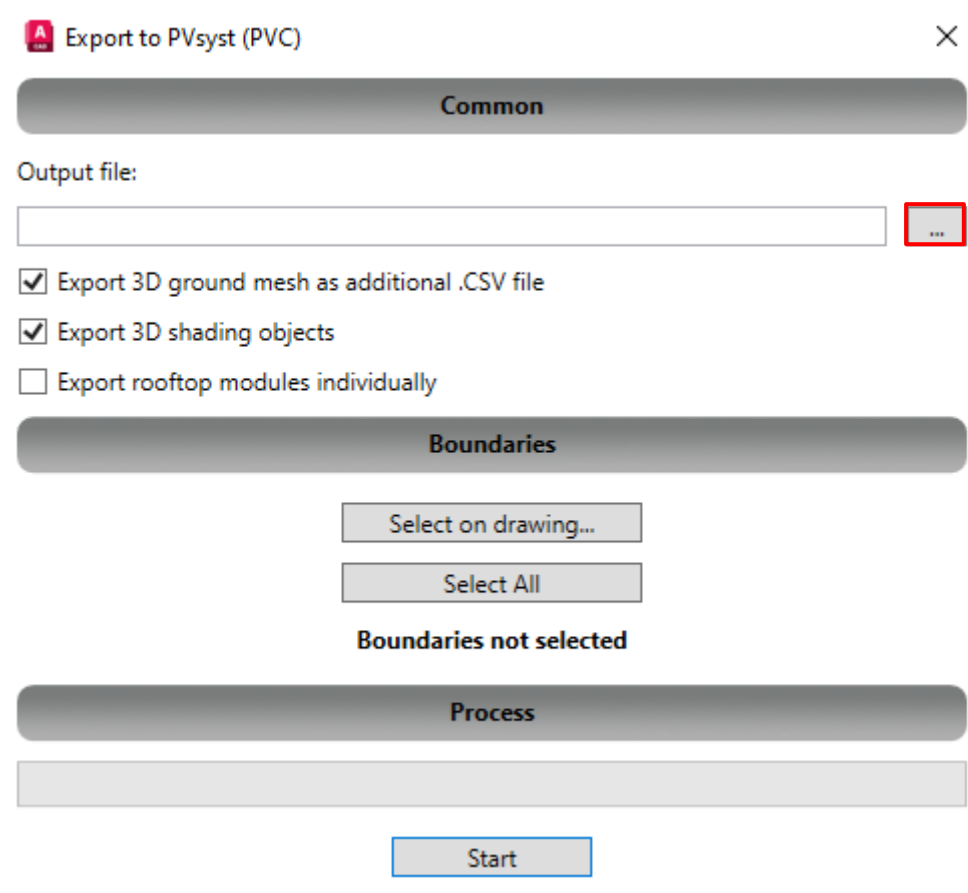 A
CAD
Export to PVsyst (PVC)
Common
Output file:
...
Export 3D ground mesh as additional .CSV file
Export 3D shading objects
Export rooftop modules individually
Boundaries
Select on drawing...
Select All
Boundaries not selected
Process
Start